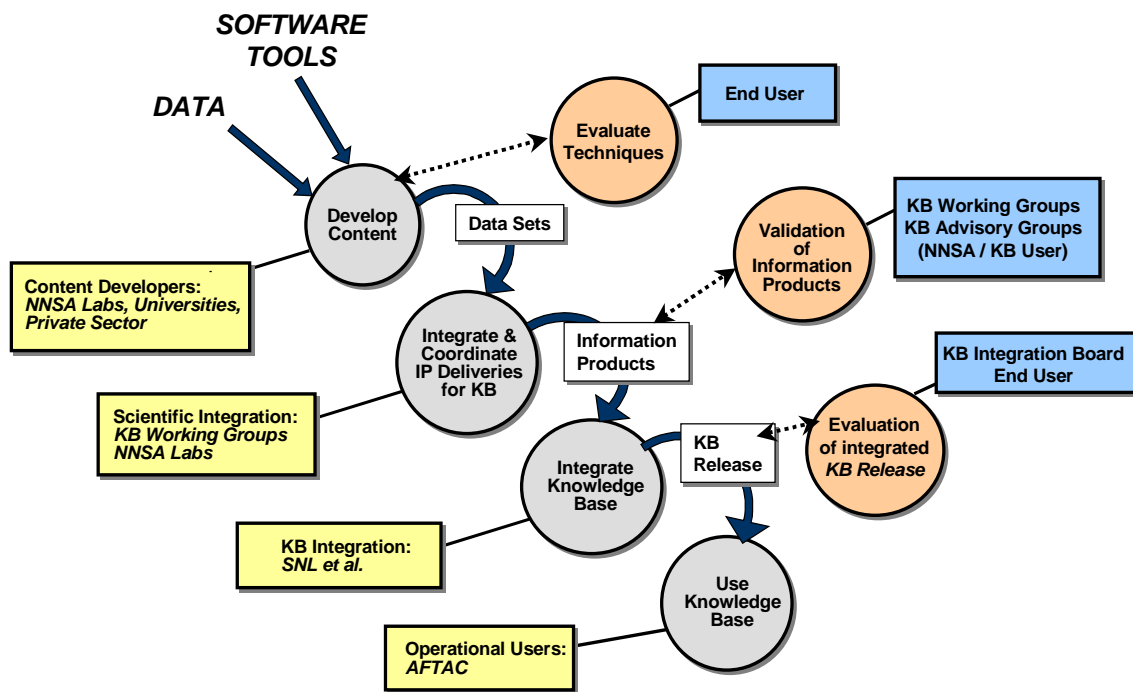 SOFTWARE
TOOLS
DATA
End User
Evaluate
Techniques
Develop
Content
Data Sets
KB Working Groups
KB Advisory Groups
(NNSA / KB User)
Validation
of
Information
Products
Content Developers:
NNSA Labs, Universities,
Private Sector
Integrate &
Coordinate
IP Deliveries
for KB
Information
Products
KB Integration Board
End User
Scientific Integration:
KB Working Groups
NNSA Labs
Evaluation
of integrated
KB Release
KB
Release
Integrate
Knowledge
Base
KB Integration:
SNL et al.
Use
Knowledge
Base
Operational Users:
AFTAC